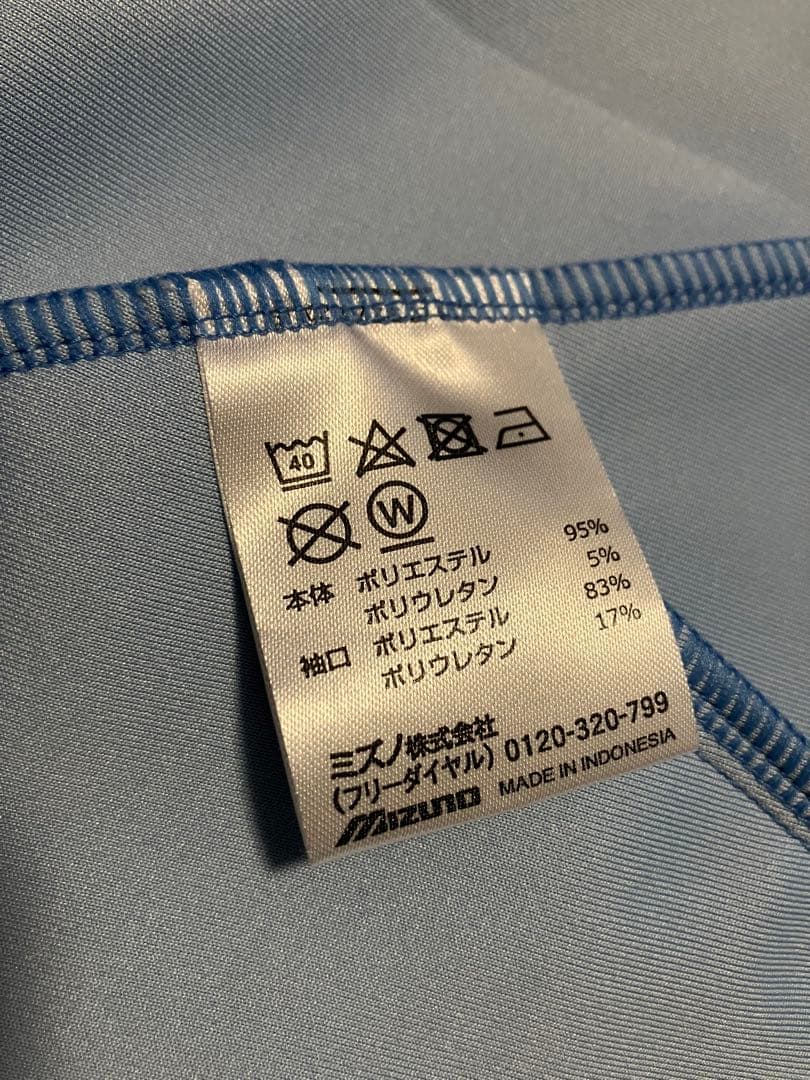 40
W
本体 ポリエステル 95%
ポリウレタン 5%
袖口 ポリエステル 83%
ポリウレタン 17%
ミズノ株式会社
(フリーダイヤル) 0120-320-799
Mizuno MADE IN INDONESIA